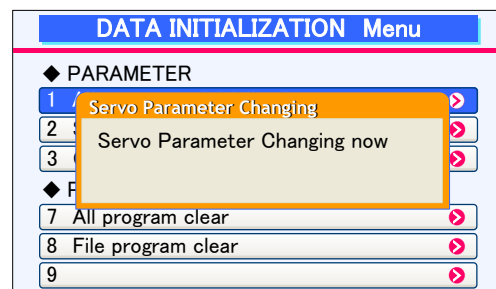 DATA INITIALIZATION Menu
◆ PARAMETER
1
Servo Parameter Changing
2
Servo Parameter Changing now
3
◆
7 All program clear
8 File program clear
9